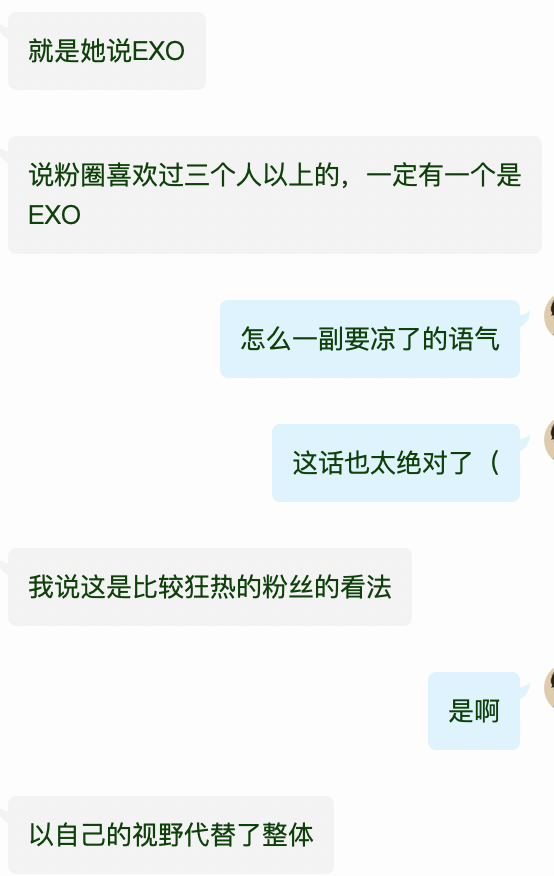 就是她说EXO
说粉圈喜欢过三个人以上的，一定有一个是
EXO
怎么一副要凉了的语气
这话也太绝对了（
我说这是比较狂热的粉丝的看法
是啊
以自己的视野代替了整体